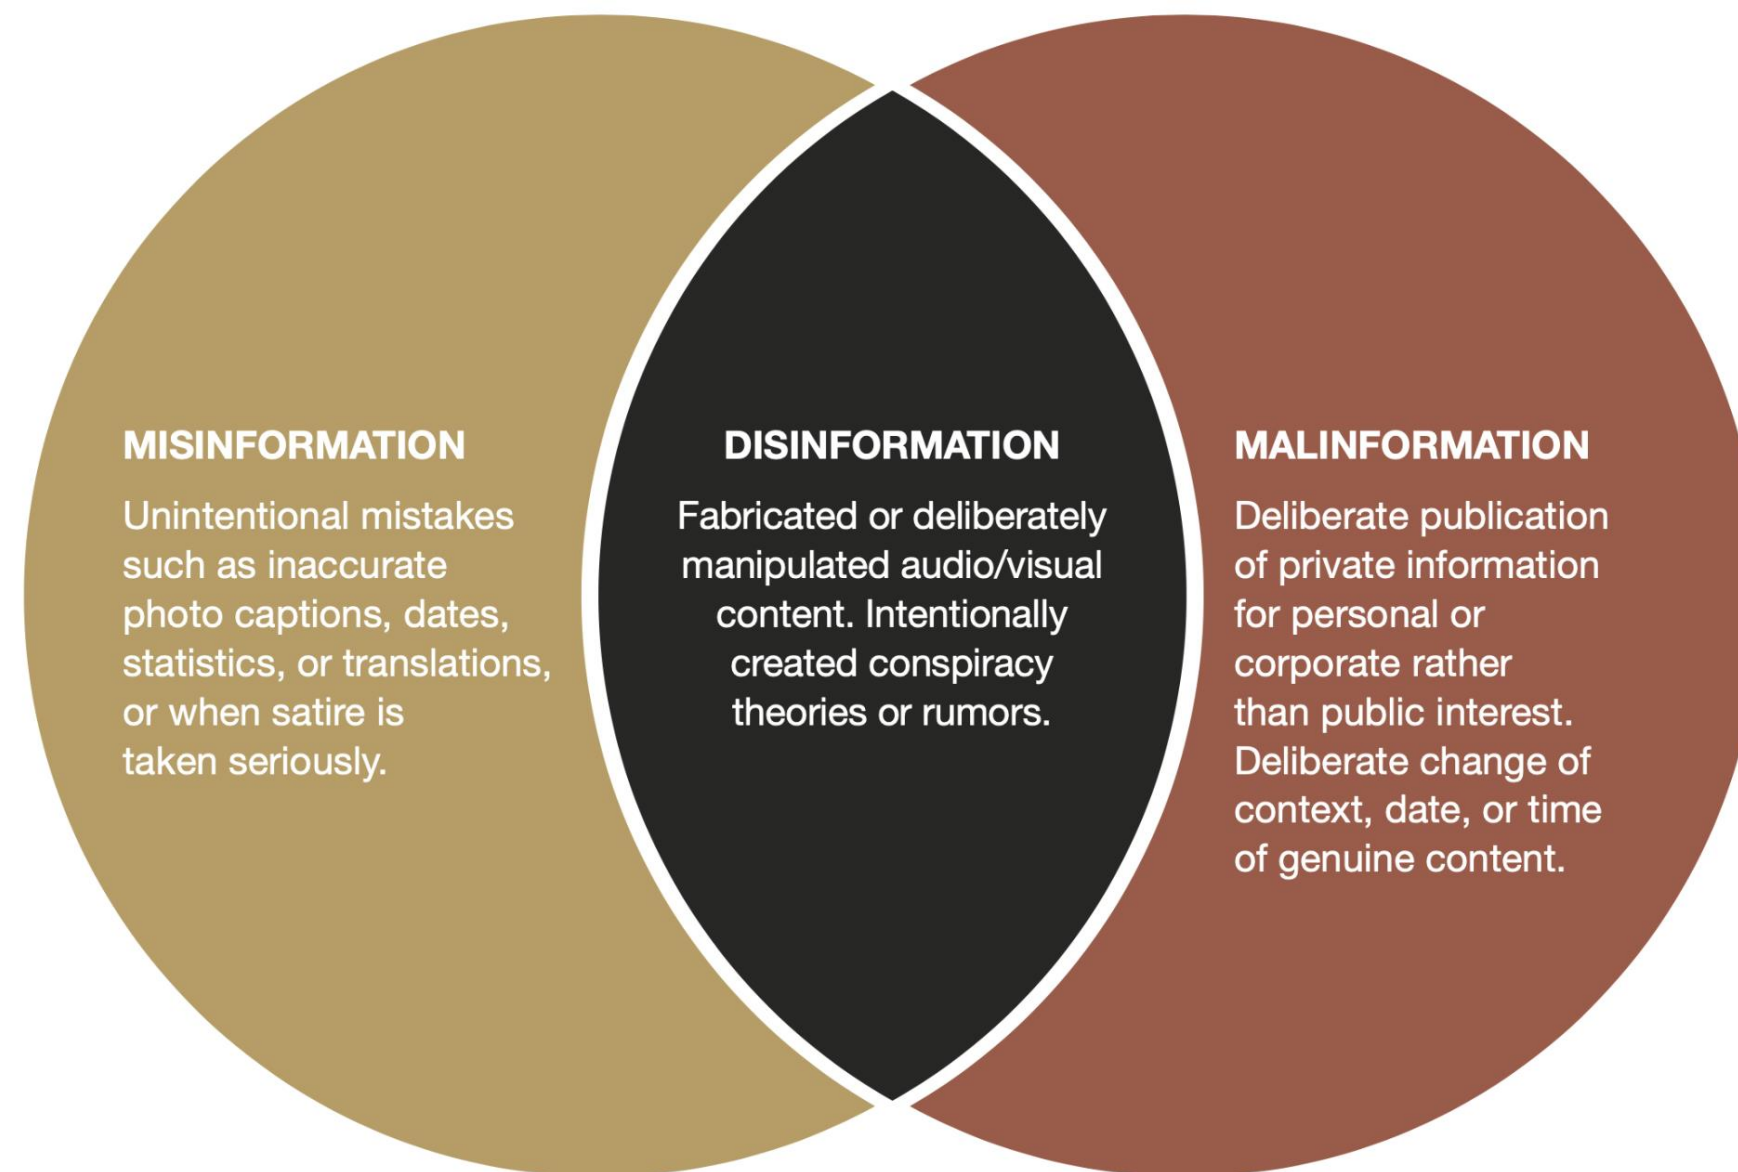 MISINFORMATION
Unintentional mistakes
such as inaccurate
photo captions, dates,
statistics, or translations,
or when satire is
taken seriously.
DISINFORMATION
Fabricated or deliberately
manipulated audio/visual
content. Intentionally
created conspiracy
theories or rumors.
MALINFORMATION
Deliberate publication
of private information
for personal or
corporate rather
than public interest.
Deliberate change of
context, date, or time
of genuine content.